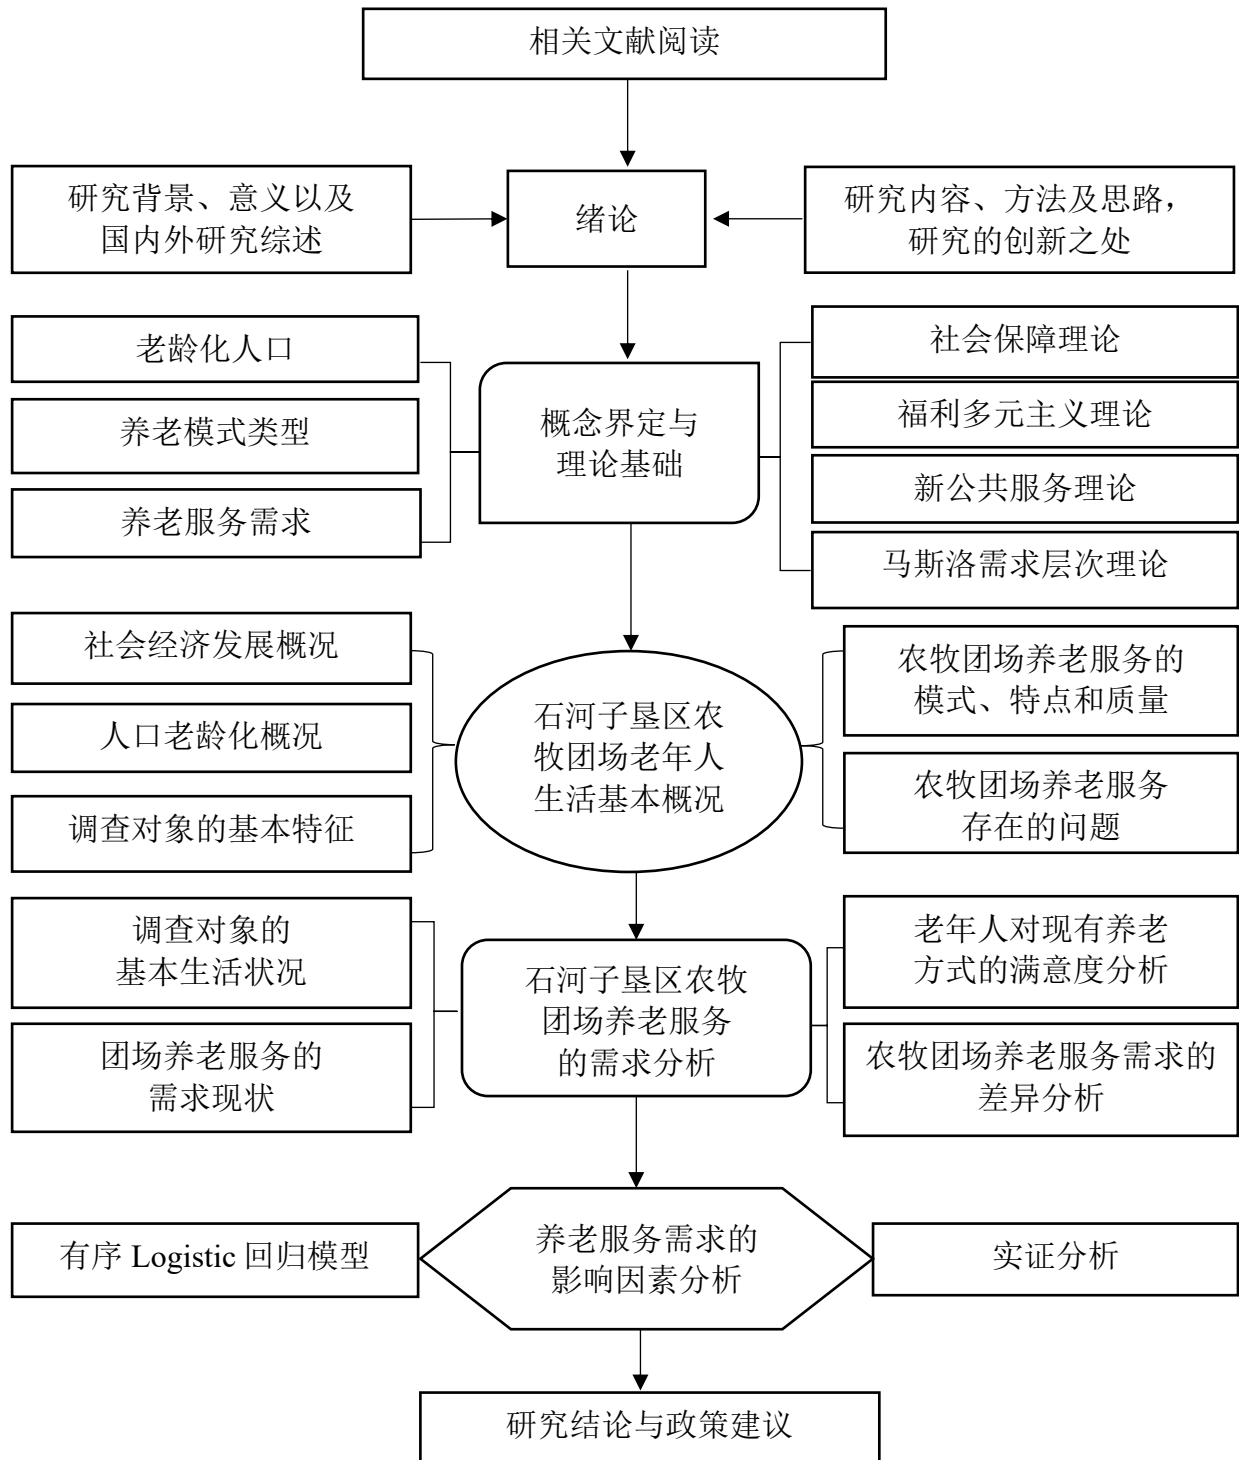 相关文献阅读
研究背景、意义以及
国内外研究综述
绪论
研究内容、方法及思路，
研究的创新之处
老龄化人口
养老模式类型
养老服务需求
概念界定与
理论基础
社会保障理论
福利多元主义理论
新公共服务理论
马斯洛需求层次理论
社会经济发展概况
人口老龄化概况
调查对象的基本特征
石河子垦区农
牧团场老年人
生活基本概况
农牧团场养老服务的
模式、特点和质量
农牧团场养老服务
存在的问题
调查对象的
基本生活状况
团场养老服务的
需求现状
石河子垦区农牧
团场养老服务
的需求分析
老年人对现有养老
方式的满意度分析
农牧团场养老服务需求的
差异分析
有序 Logistic 回归模型
养老服务需求的
影响因素分析
实证分析
研究结论与政策建议